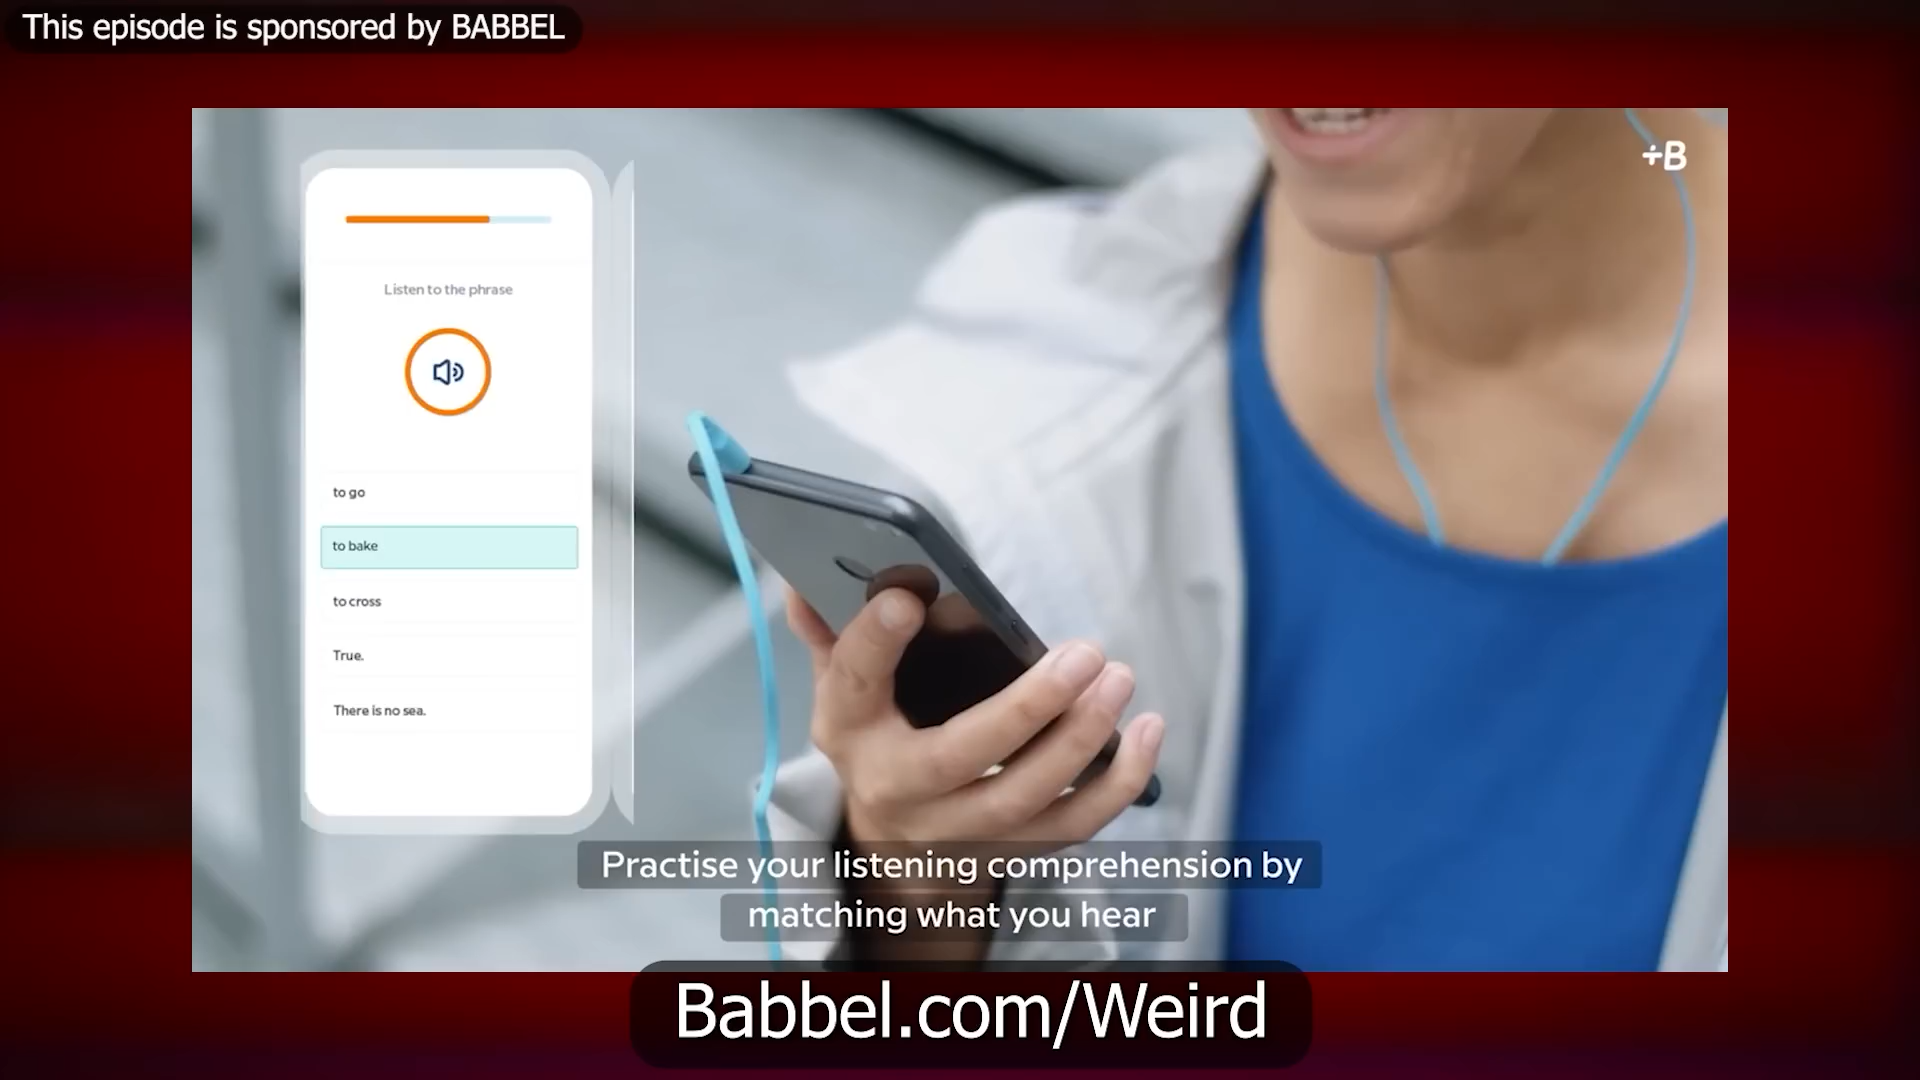 This episode is sponsored by BABBEL
+B
Listen to the phrase
to go
to bake
to cross
True.
There is no sea.
Practise your listening comprehension by
matching what you hear
Babbel.com/Weird